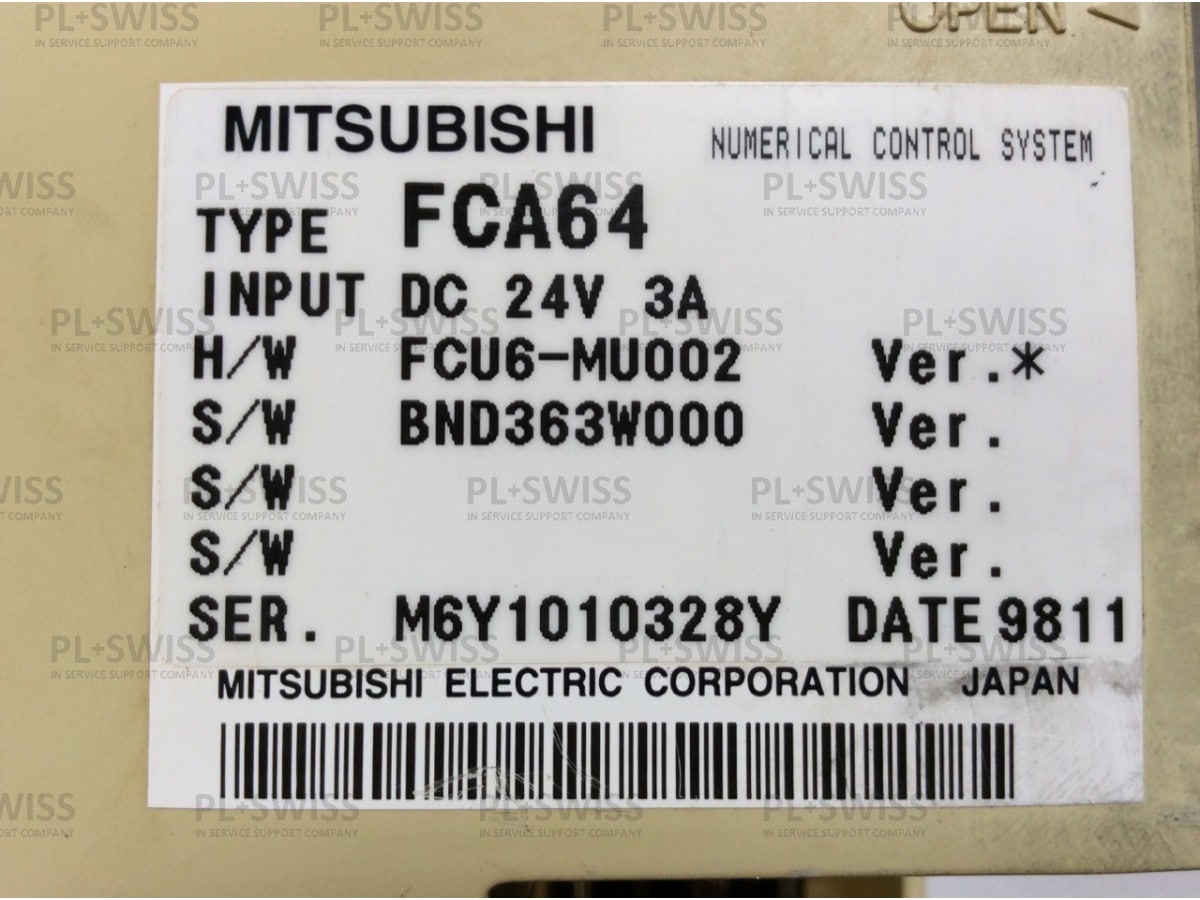 OPEN
MITSUBISHI NUMERICAL CONTROL SYSTEM
TYPE FCA64
INPUT DC 24V 3A
H/W FCU6-MU002 Ver.*
S/W BND363W000 Ver.
S/W Ver.
S/W Ver.
SER. M6Y1010328Y DATE 9811
MITSUBISHI ELECTRIC CORPORATION JAPAN
PL+SWISS
IN SERVICE SUPPORT COMPANY